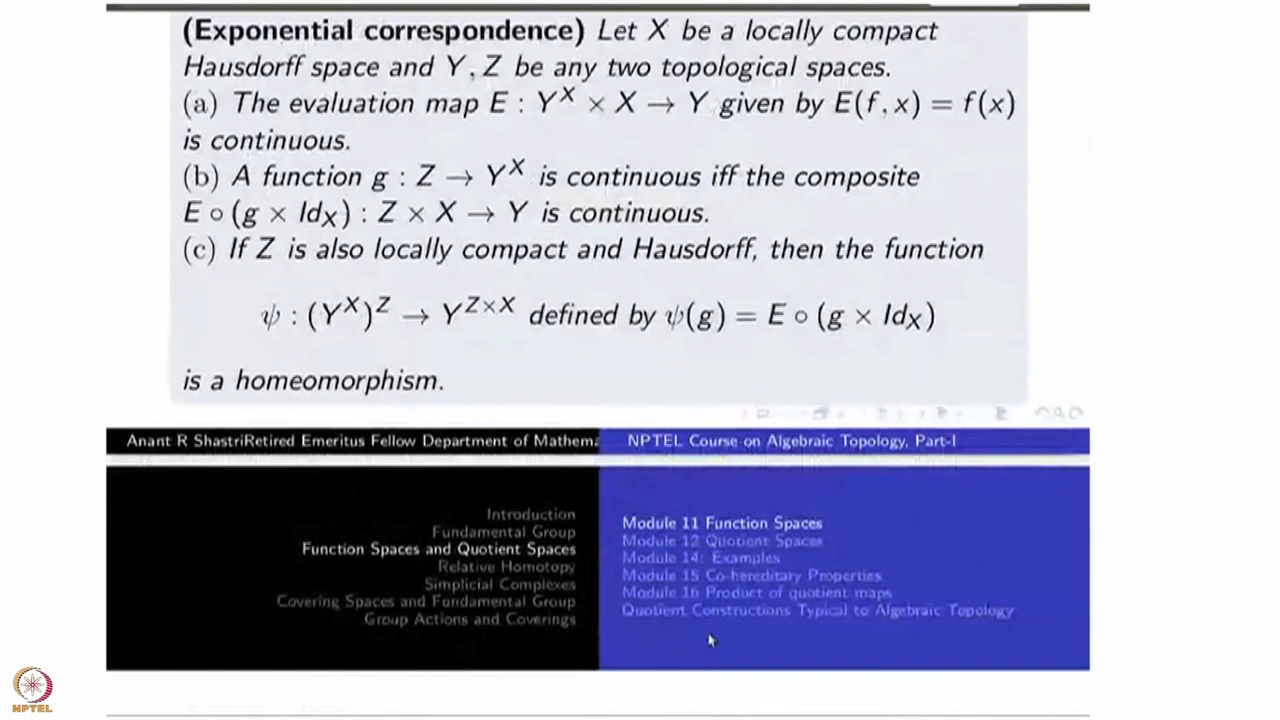 (Exponential correspondence) Let X be a locally compact
Hausdorff space and Y, Z be any two topological spaces.
(a) The evaluation map E : Y^X × X → Y given by E(f, x) = f(x)
is continuous.
(b) A function g : Z → Y^X is continuous iff the composite
E ∘ (g × Id_X) : Z × X → Y is continuous.
(c) If Z is also locally compact and Hausdorff, then the function
ψ : (Y^X)^Z → Y^{Z×X} defined by ψ(g) = E ∘ (g × Id_X)
is a homeomorphism.
Anant R ShastriRetired Emeritus Fellow Department of Mathema
NPTEL Course on Algebraic Topology, Part-I
Introduction
Fundamental Group
Function Spaces and Quotient Spaces
Relative Homotopy
Simplicial Complexes
Covering Spaces and Fundamental Group
Group Actions and Coverings
Module 11 Function Spaces
Module 12 Quotient Spaces
Module 14: Examples
Module 15 Co-hereditary Properties
Module 16 Product of quotient maps
Quotient Constructions Typical to Algebraic Topology
NPTEL